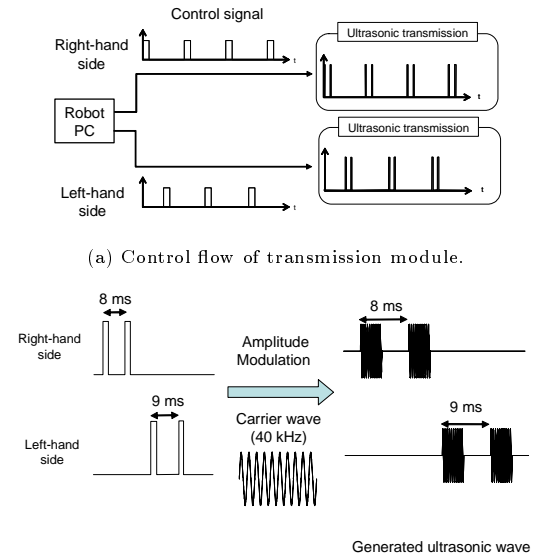 Control signal
Right-hand
side
t
Ultrasonic transmission
t
Robot
PC
Ultrasonic transmission
t
Left-hand
side
t
(a) Control flow of transmission module.
8 ms
Right-hand
side
Amplitude
Modulation
8 ms
9 ms
Left-hand
side
Carrier wave
(40 kHz)
9 ms
Generated ultrasonic wave